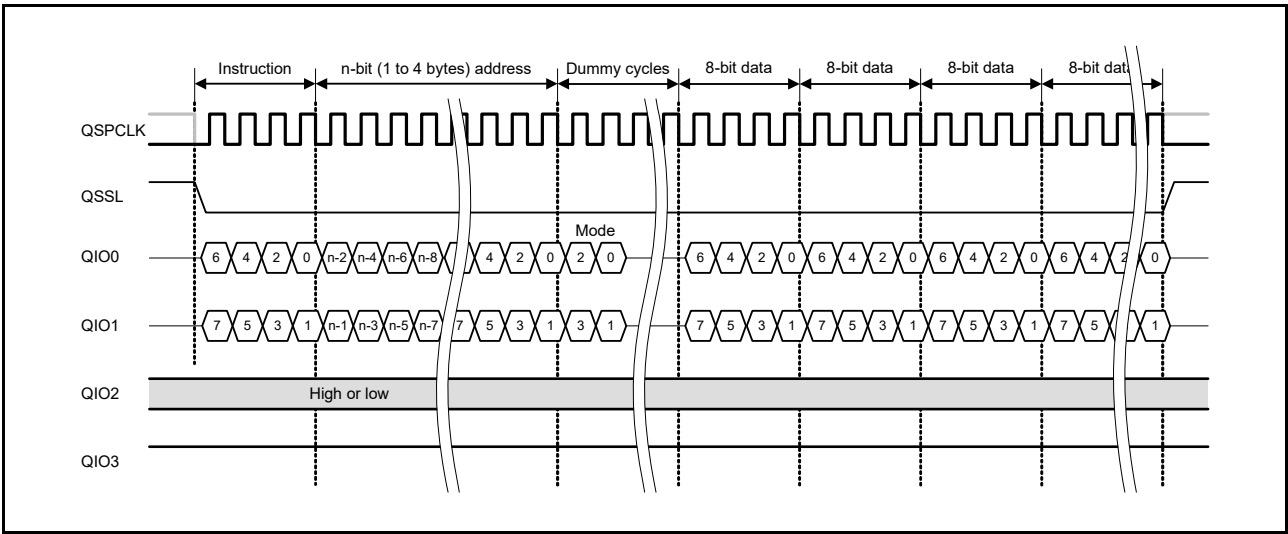 Instruction n-bit (1 to 4 bytes) address Dummy cycles 8-bit data 8-bit data 8-bit data 8-bit data
QSPCLK
QSSL
Mode
QIO0 6 4 2 0 n-2 n-4 n-6 n-8 4 2 0 2 0 6 4 2 0 6 4 2 0 6 4 2 0 6 4 2 0
QIO1 7 5 3 1 n-1 n-3 n-5 n-7 7 5 3 1 3 1 7 5 3 1 7 5 3 1 7 5 3 1 7 5 1
QIO2 High or low
QIO3